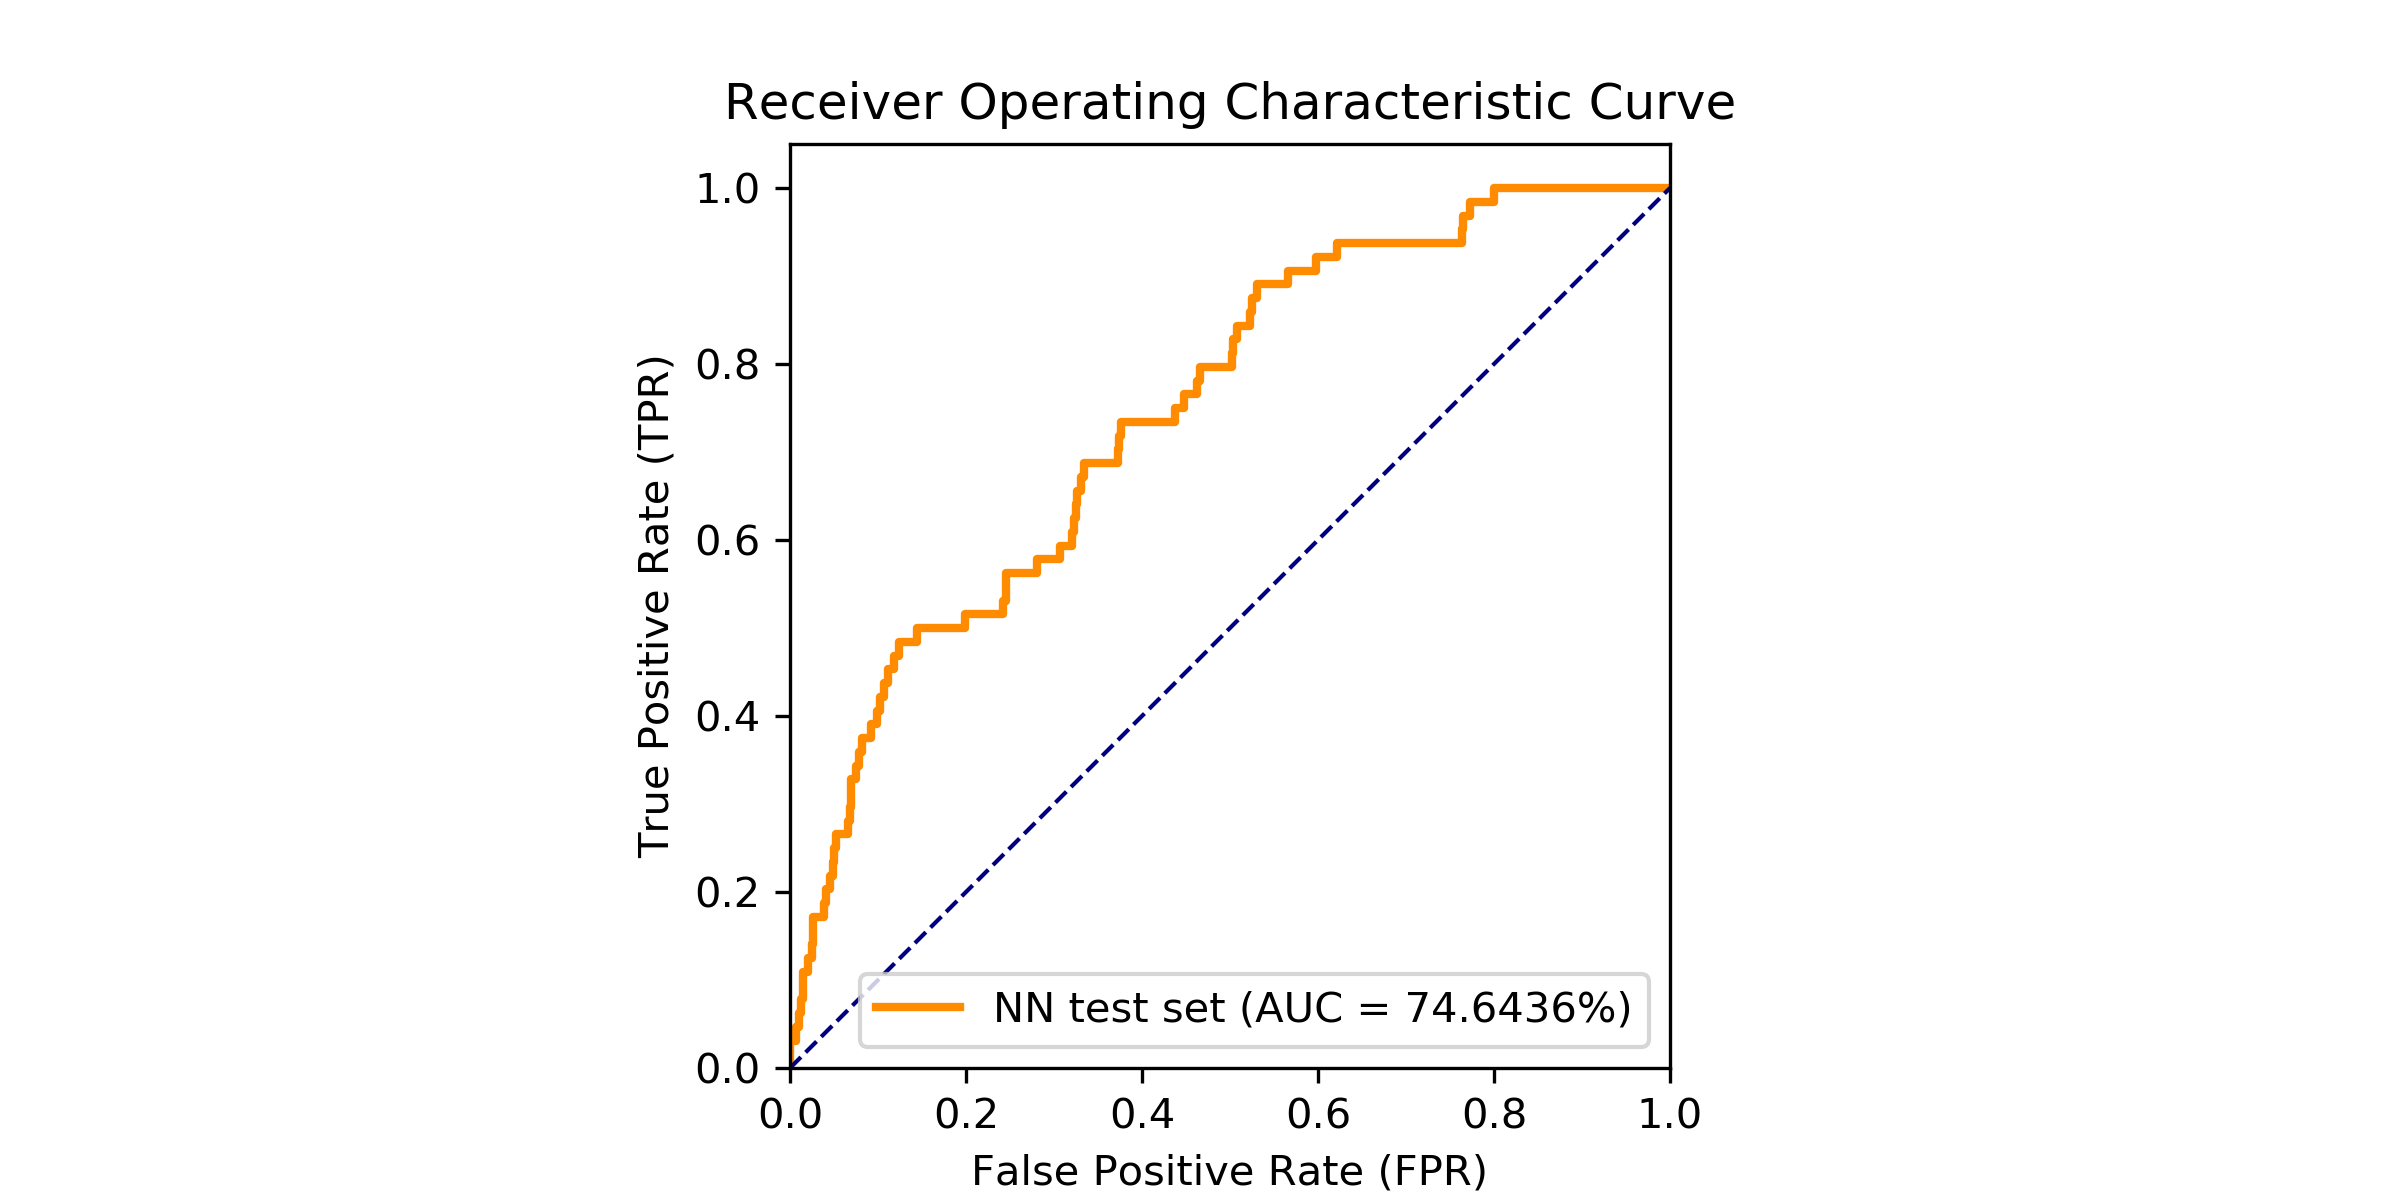 Receiver Operating Characteristic Curve
1.0
0.8
0.6
0.4
0.2
0.0
True Positive Rate (TPR)
NN test set (AUC = 74.6436%)
0.0 0.2 0.4 0.6 0.8 1.0
False Positive Rate (FPR)